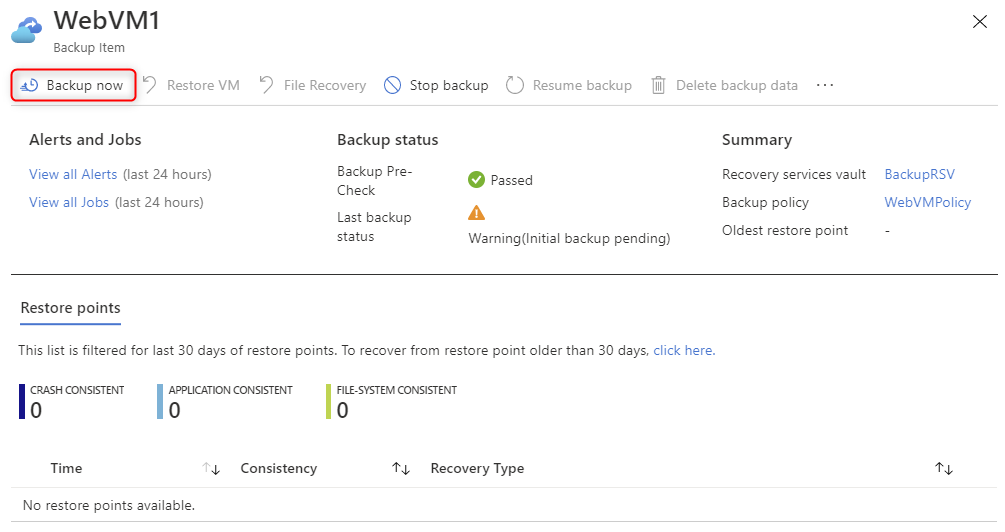 WebVM1
Backup Item
Backup now Restore VM File Recovery Stop backup Resume backup Delete backup data ...
Alerts and Jobs
View all Alerts (last 24 hours)
View all Jobs (last 24 hours)
Backup status
Backup Pre-
Check
Passed
Last backup
status
Warning(Initial backup pending)
Summary
Recovery services vault BackupRSV
Backup policy WebVMPolicy
Oldest restore point -
Restore points
This list is filtered for last 30 days of restore points. To recover from restore point older than 30 days, click here.
CRASH CONSISTENT
0
APPLICATION CONSISTENT
0
FILE-SYSTEM CONSISTENT
0
Time Consistency Recovery Type
No restore points available.